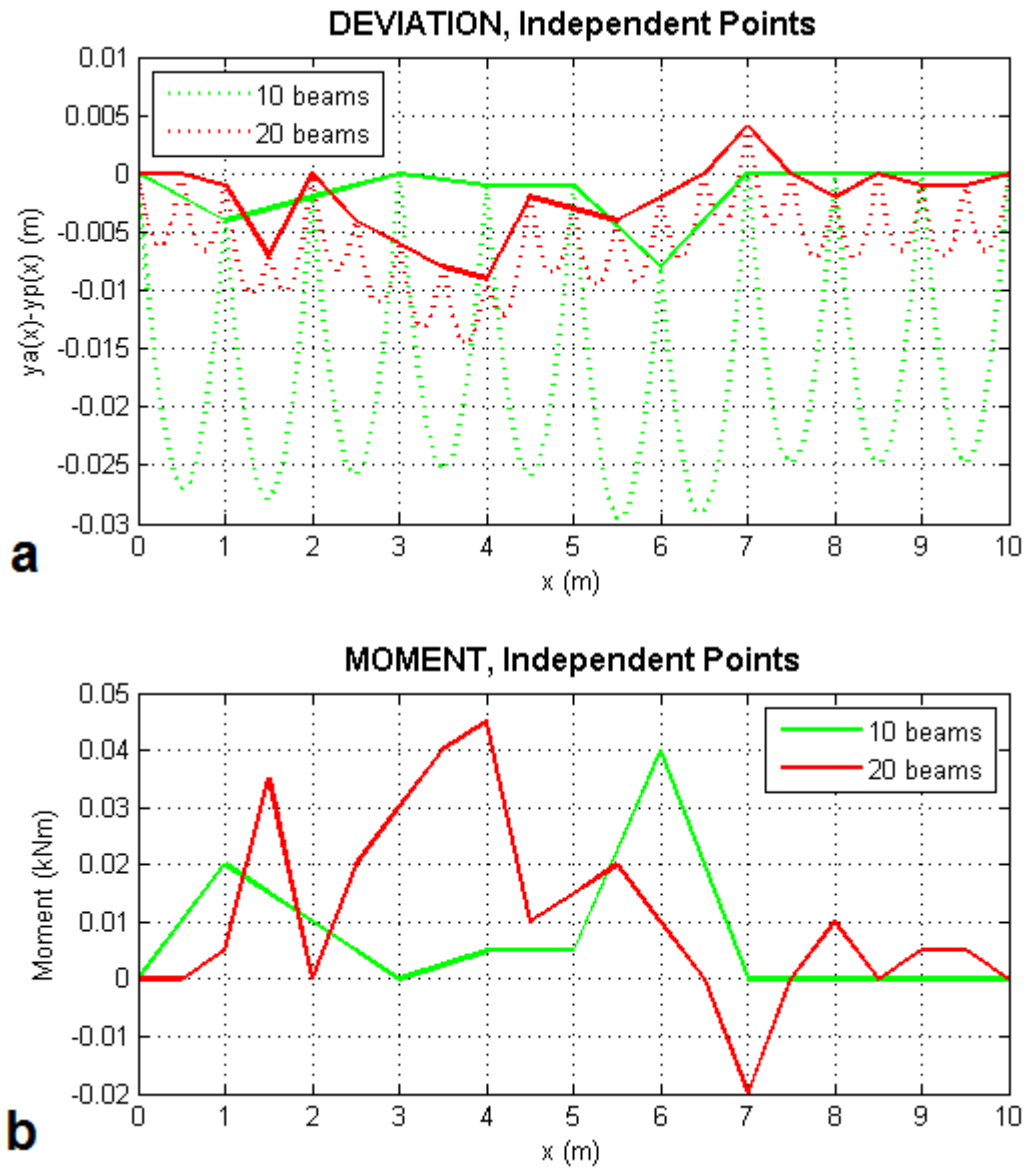 DEVIATION, Independent Points
0.01
0.005
0
-0.005
-0.01
-0.015
-0.02
-0.025
-0.03
ya(x)-yp(x) (m)
10 beams
20 beams
0 1 2 3 4 5 6 7 8 9 10
x (m)
a
MOMENT, Independent Points
0.05
0.04
0.03
0.02
0.01
0
-0.01
-0.02
Moment (kNm)
10 beams
20 beams
0 1 2 3 4 5 6 7 8 9 10
x (m)
b